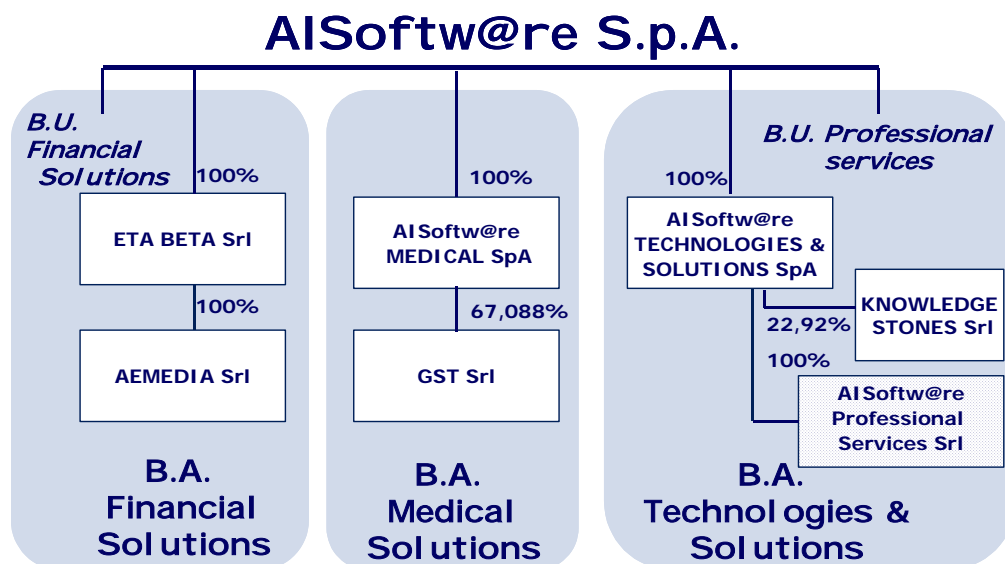 AISoftw@re S.p.A.
B.U.
Financial
Solutions
100%
ETA BETA Srl
100%
AEMEDIA Srl
B.A.
Financial
Solutions
100%
AISoftw@re
MEDICAL SpA
67,088%
GST Srl
B.A.
Medical
Solutions
B.U. Professional
services
100%
AISoftw@re
TECHNOLOGIES &
SOLUTIONS SpA
22,92%
KNOWLEDGE
STONES Srl
100%
AISoftw@re
Professional
Services Srl
B.A.
Technologies &
Solutions